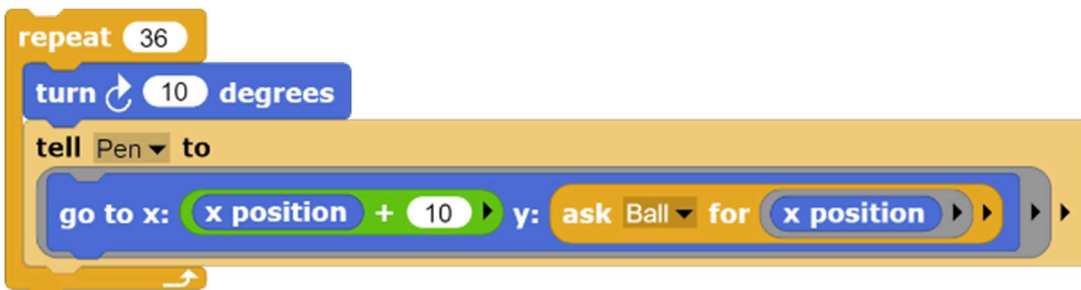 repeat 36
turn 10 degrees
tell Pen to
go to x: x position + 10 y: ask Ball for x position